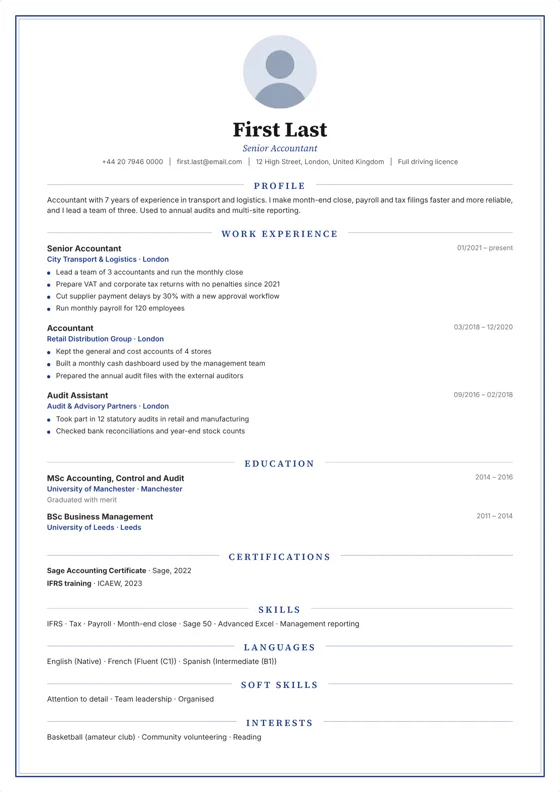 First Last
Senior Accountant
+44 20 7946 0000 | first.last@email.com | 12 High Street, London, United Kingdom | Full driving licence
PROFILE
Accountant with 7 years of experience in transport and logistics. I make month-end close, payroll and tax filings faster and more reliable,
and I lead a team of three. Used to annual audits and multi-site reporting.
WORK EXPERIENCE
Senior Accountant 01/2021 – present
City Transport & Logistics · London
• Lead a team of 3 accountants and run the monthly close
• Prepare VAT and corporate tax returns with no penalties since 2021
• Cut supplier payment delays by 30% with a new approval workflow
• Run monthly payroll for 120 employees
Accountant 03/2018 – 12/2020
Retail Distribution Group · London
• Kept the general and cost accounts of 4 stores
• Built a monthly cash dashboard used by the management team
• Prepared the annual audit files with the external auditors
Audit Assistant 09/2016 – 02/2018
Audit & Advisory Partners · London
• Took part in 12 statutory audits in retail and manufacturing
• Checked bank reconciliations and year-end stock counts
EDUCATION
MSc Accounting, Control and Audit 2014 – 2016
University of Manchester · Manchester
Graduated with merit
BSc Business Management 2011 – 2014
University of Leeds · Leeds
CERTIFICATIONS
Sage Accounting Certificate · Sage, 2022
IFRS training · ICAEW, 2023
SKILLS
IFRS · Tax · Payroll · Month-end close · Sage 50 · Advanced Excel · Management reporting
LANGUAGES
English (Native) · French (Fluent (C1)) · Spanish (Intermediate (B1))
SOFT SKILLS
Attention to detail · Team leadership · Organised
INTERESTS
Basketball (amateur club) · Community volunteering · Reading